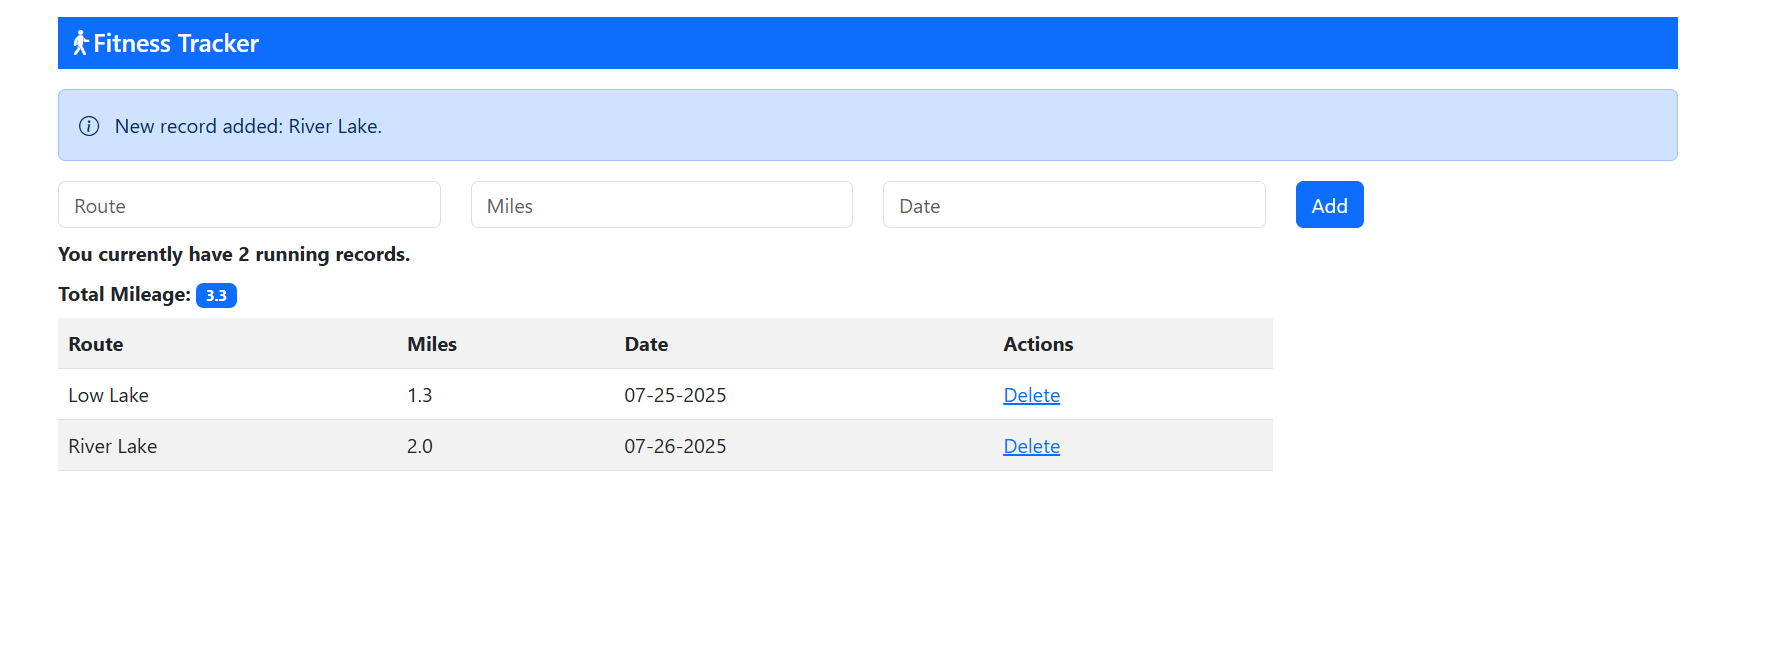 Fitness Tracker
New record added: River Lake.
Route Miles Date Add
You currently have 2 running records.
Total Mileage: 3.3
Route Miles Date Actions
Low Lake 1.3 07-25-2025 Delete
River Lake 2.0 07-26-2025 Delete